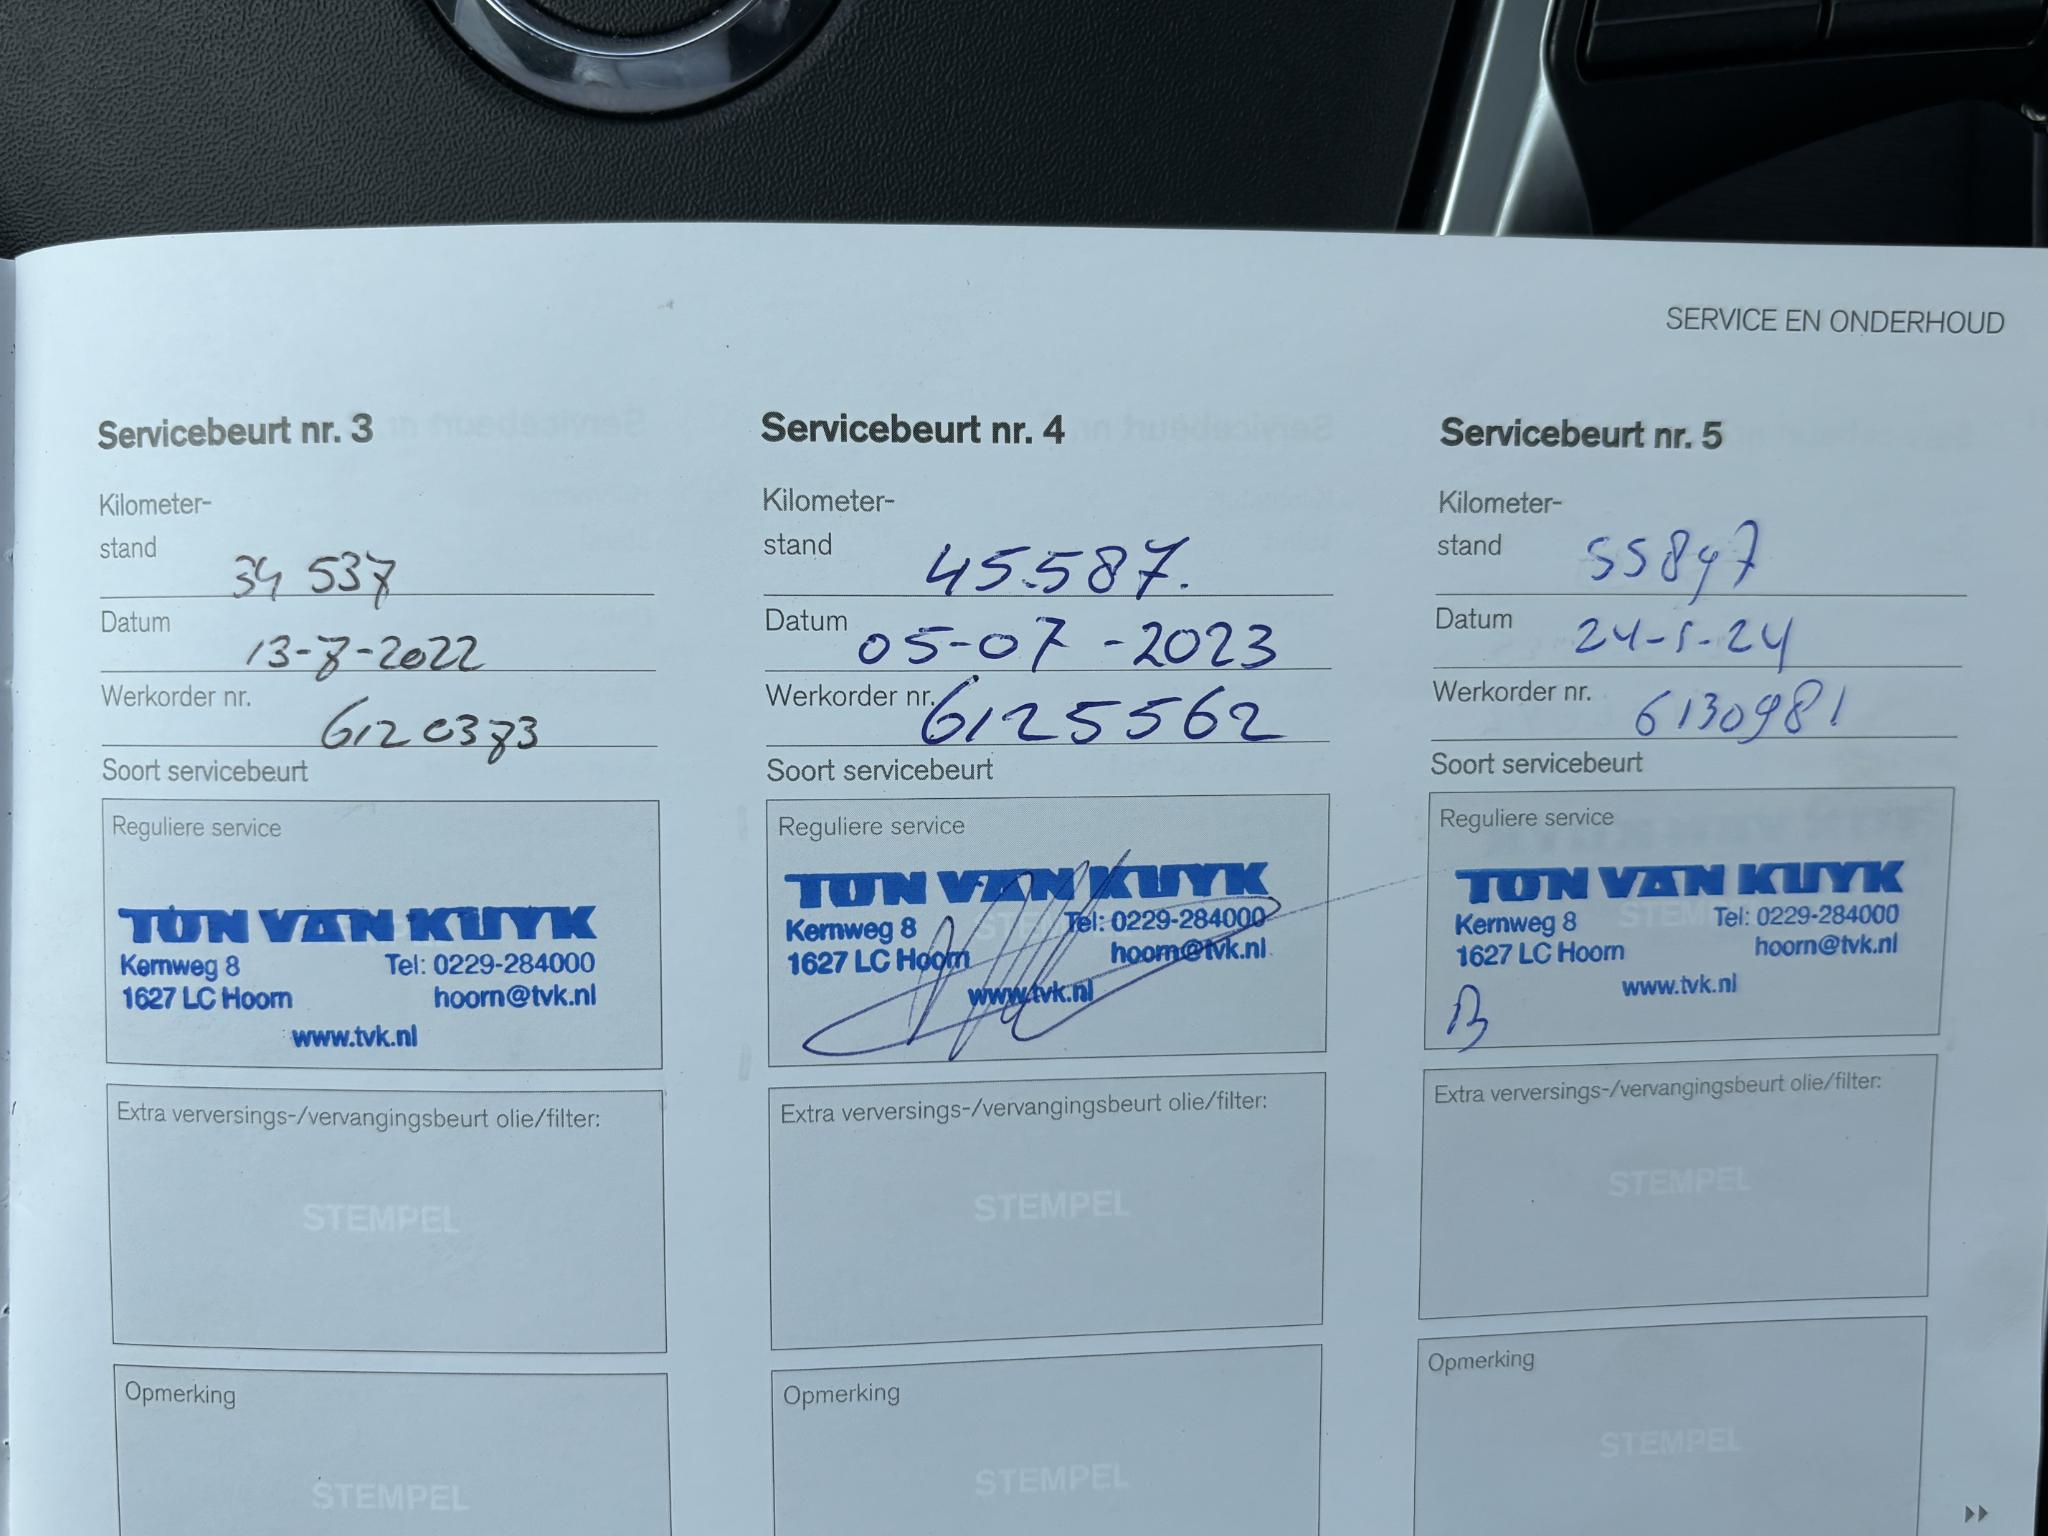 SERVICE EN ONDERHOUD
Servicebeurt nr. 3
Kilometer-
stand 34 537
Datum 13-7-2022
Werkorder nr. 6120373
Soort servicebeurt
Reguliere service
TON VAN KUYK
Kernweg 8 Tel: 0229-284000
1627 LC Hoorn hoorn@tvk.nl
www.tvk.nl
Extra verversings-/vervangingsbeurt olie/filter:
STEMPEL
Opmerking
STEMPEL
Servicebeurt nr. 4
Kilometer-
stand 45.587.
Datum 05-07-2023
Werkorder nr. 6125562
Soort servicebeurt
Reguliere service
TON VAN KUYK
STEMPEL
Kernweg 8 Tel: 0229-284000
1627 LC Hoorn hoorn@tvk.nl
www.tvk.nl
Extra verversings-/vervangingsbeurt olie/filter:
STEMPEL
Opmerking
STEMPEL
Servicebeurt nr. 5
Kilometer-
stand 55897
Datum 24-5-24
Werkorder nr. 6130981
Soort servicebeurt
Reguliere service
TON VAN KUYK
STEMPEL
Kernweg 8 Tel: 0229-284000
1627 LC Hoorn hoorn@tvk.nl
www.tvk.nl
Extra verversings-/vervangingsbeurt olie/filter:
STEMPEL
Opmerking
STEMPEL